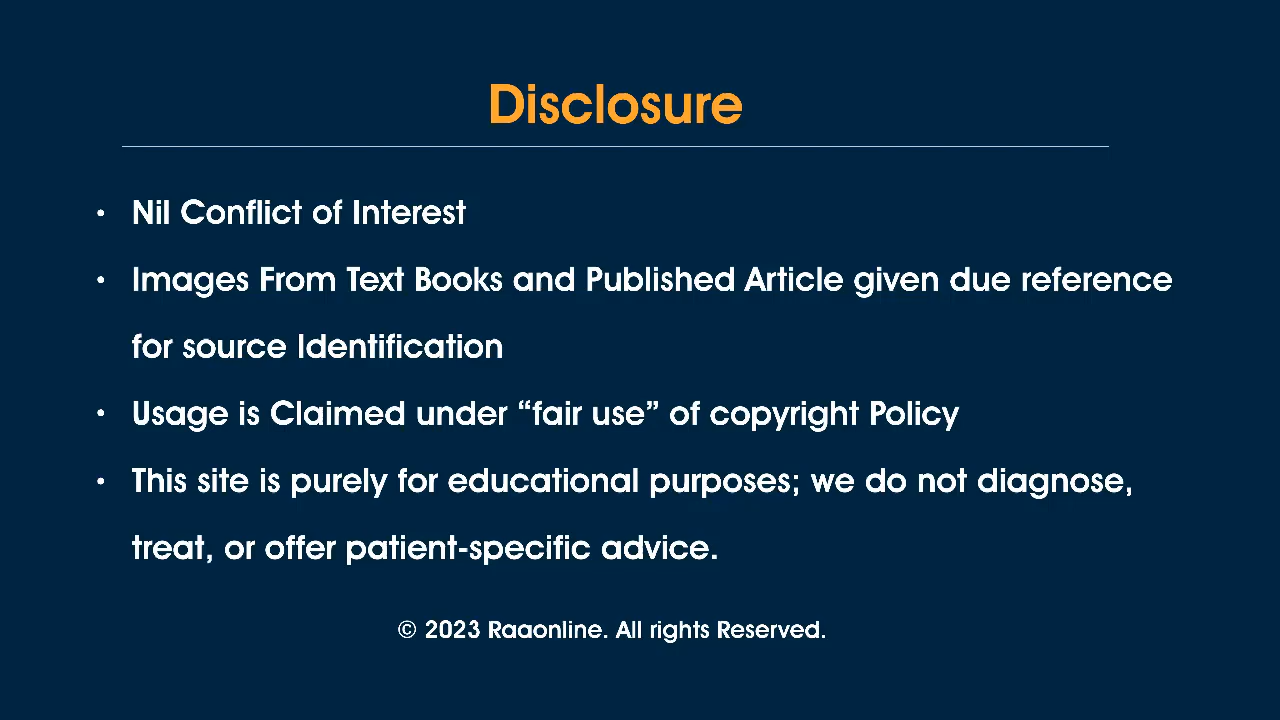 Disclosure
• Nil Conflict of Interest
• Images From Text Books and Published Article given due reference
for source Identification
• Usage is Claimed under “fair use” of copyright Policy
• This site is purely for educational purposes; we do not diagnose,
treat, or offer patient-specific advice.
© 2023 Raaonline. All rights Reserved.